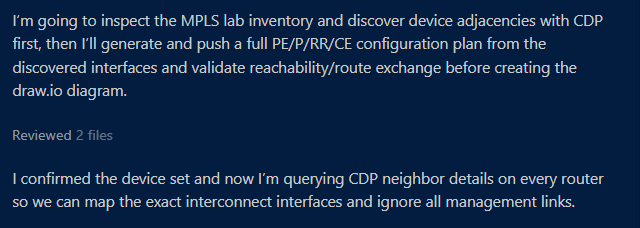 I'm going to inspect the MPLS lab inventory and discover device adjacencies with CDP
first, then I'll generate and push a full PE/P/RR/CE configuration plan from the
discovered interfaces and validate reachability/route exchange before creating the
draw.io diagram.
Reviewed 2 files
I confirmed the device set and now I'm querying CDP neighbor details on every router
so we can map the exact interconnect interfaces and ignore all management links.